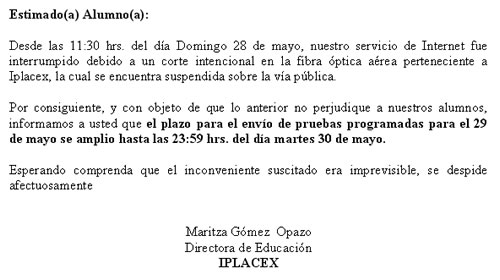 Estimado(a) Alumno(a):
Desde las 11:30 hrs. del día Domingo 28 de mayo, nuestro servicio de Internet fue
interrumpido debido a un corte intencional en la fibra óptica aérea perteneciente a
Iplacex, la cual se encuentra suspendida sobre la vía pública.
Por consiguiente, y con objeto de que lo anterior no perjudique a nuestros alumnos,
informamos a usted que el plazo para el envío de pruebas programadas para el 29
de mayo se amplio hasta las 23:59 hrs. del día martes 30 de mayo.
Esperando comprenda que el inconveniente suscitado era imprevisible, se despide
afectuosamente
Maritza Gómez Opazo
Directora de Educación
IPLACEX